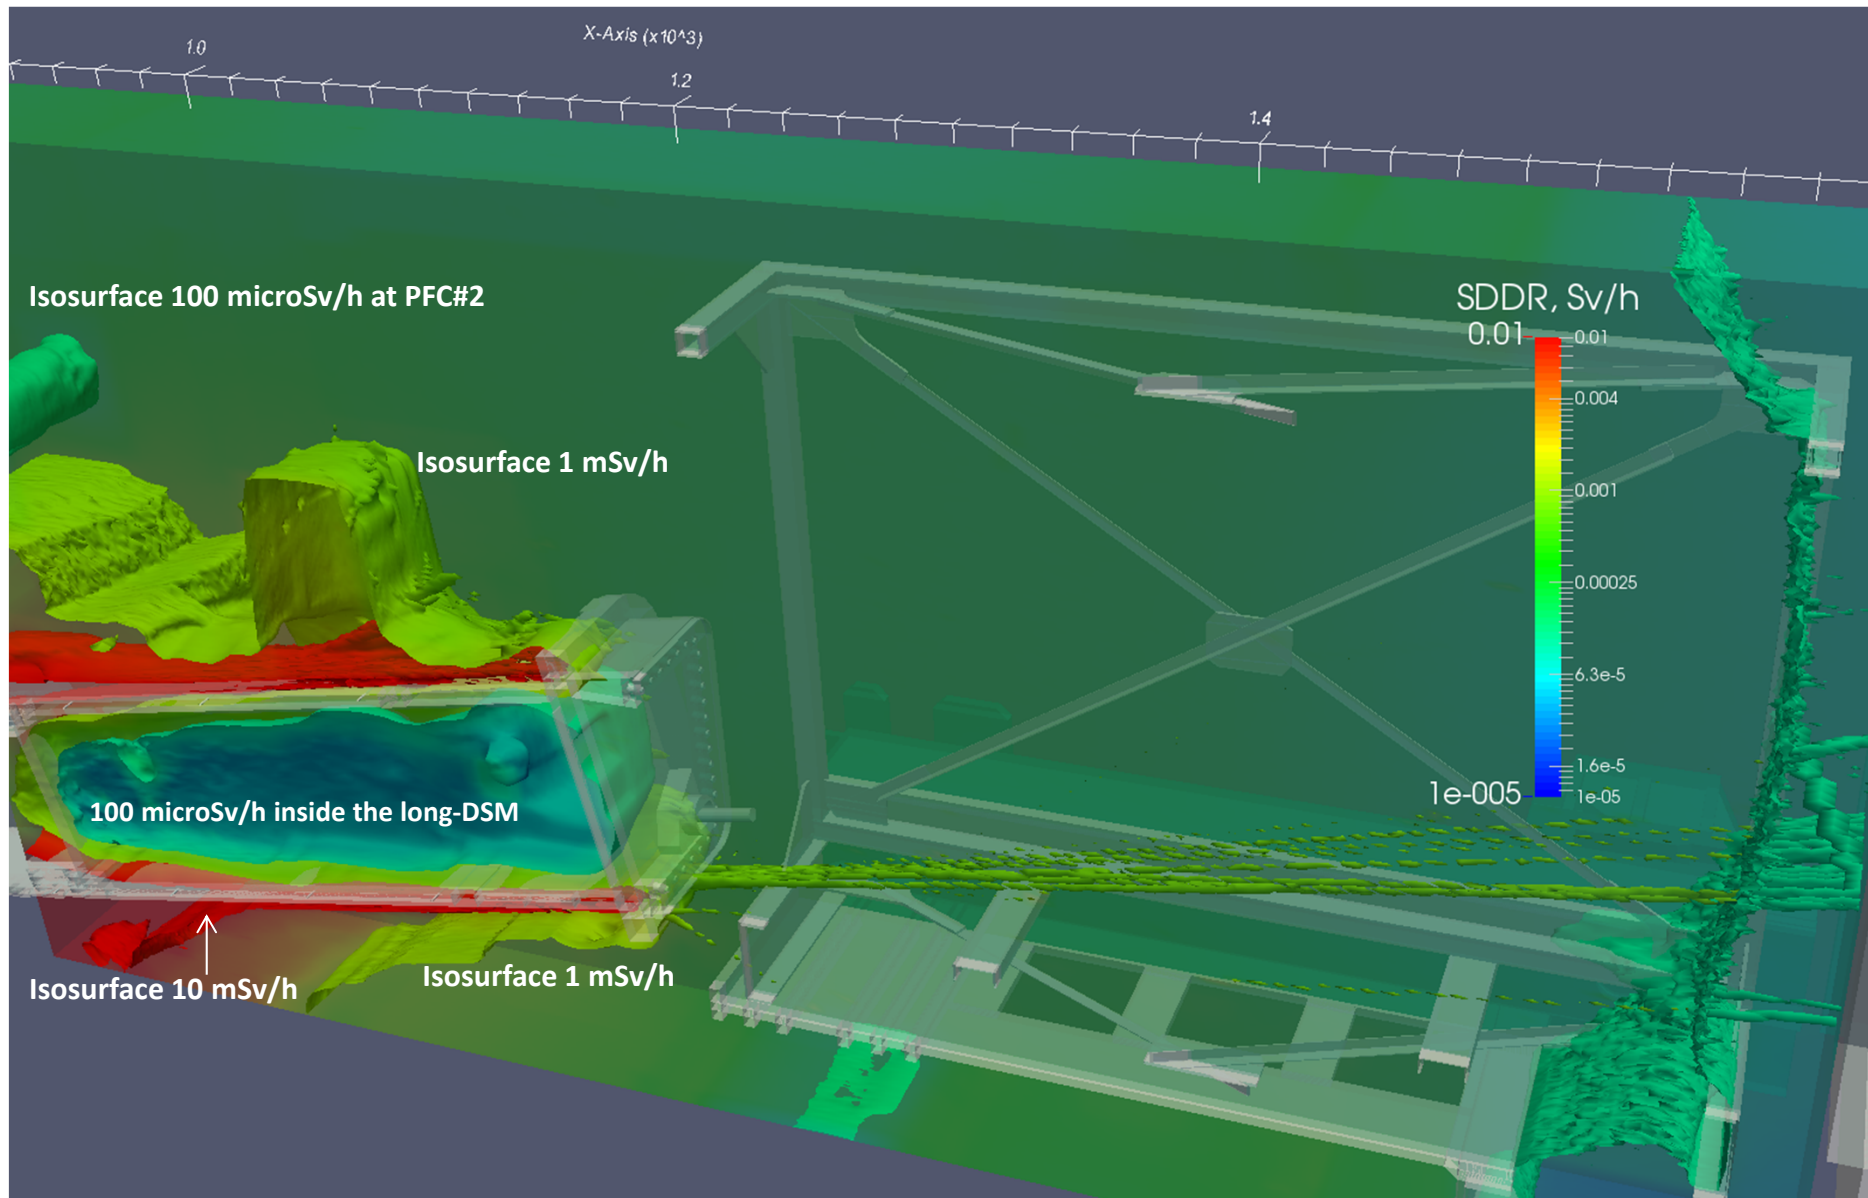 X-Axis (x10^3)
1.0
1.2
1.4
Isosurface 100 microSv/h at PFC#2
SDDR, Sv/h
0.01
0.01
0.004
Isosurface 1 mSv/h
0.001
0.00025
6.3e-5
1.6e-5
1e-005
1e-05
100 microSv/h inside the long-DSM
Isosurface 10 mSv/h
Isosurface 1 mSv/h